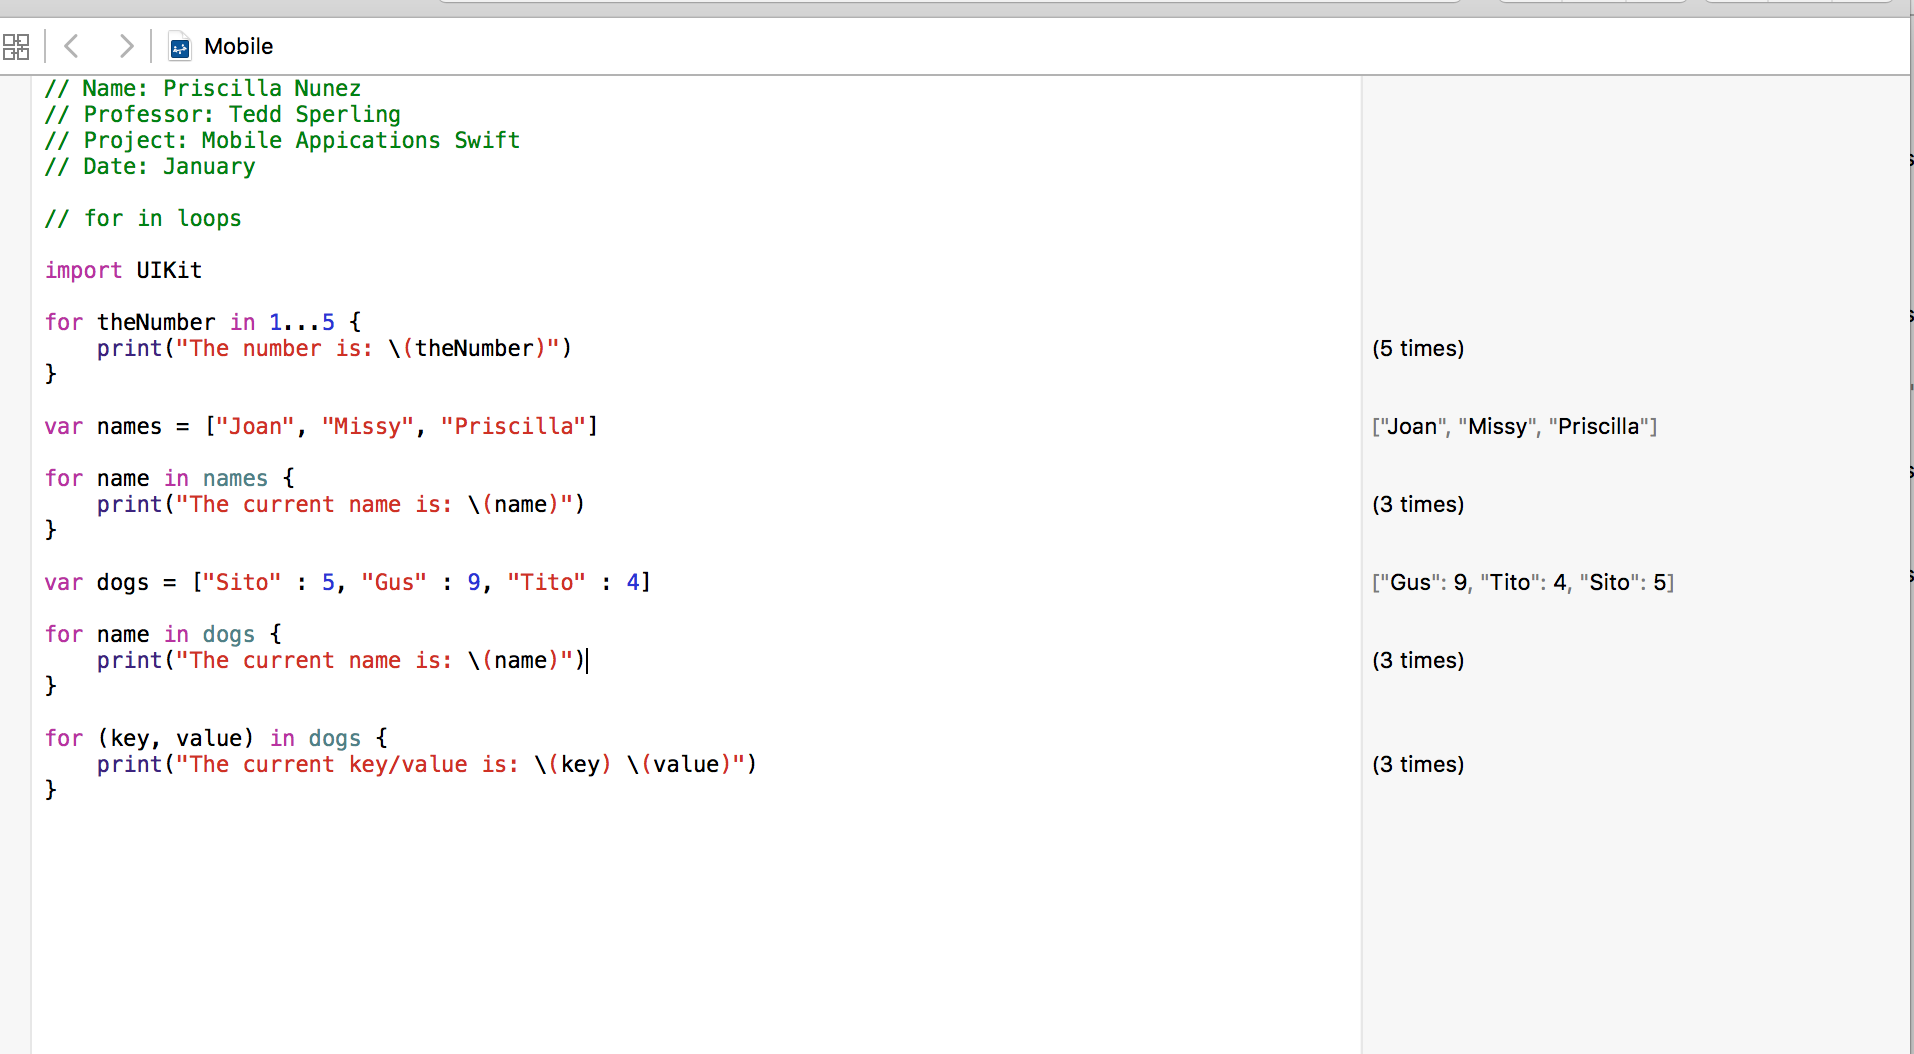 Mobile
// Name: Priscilla Nunez
// Professor: Tedd Sperling
// Project: Mobile Appications Swift
// Date: January
// for in loops
import UIKit
for theNumber in 1...5 {
    print("The number is: \(theNumber)") (5 times)
}
var names = ["Joan", "Missy", "Priscilla"] ["Joan", "Missy", "Priscilla"]
for name in names {
    print("The current name is: \(name)") (3 times)
}
var dogs = ["Sito" : 5, "Gus" : 9, "Tito" : 4] ["Gus": 9, "Tito": 4, "Sito": 5]
for name in dogs {
    print("The current name is: \(name)") (3 times)
}
for (key, value) in dogs {
    print("The current key/value is: \(key) \(value)") (3 times)
}